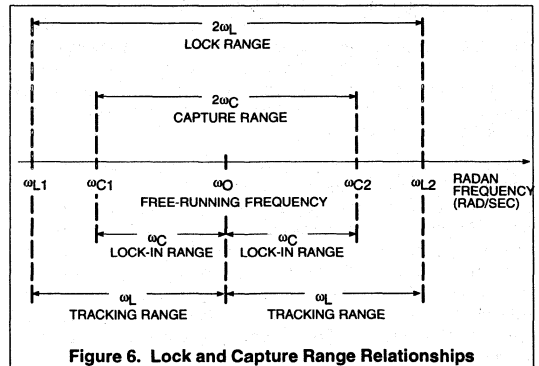 2ωL
LOCK RANGE
2ωC
CAPTURE RANGE
ωL1 ωC1 ωO ωC2 ωL2 RADAN
FREE-RUNNING FREQUENCY FREQUENCY
(RAD/SEC)
ωC ωC
LOCK-IN RANGE LOCK-IN RANGE
ωL ωL
TRACKING RANGE TRACKING RANGE
Figure 6. Lock and Capture Range Relationships